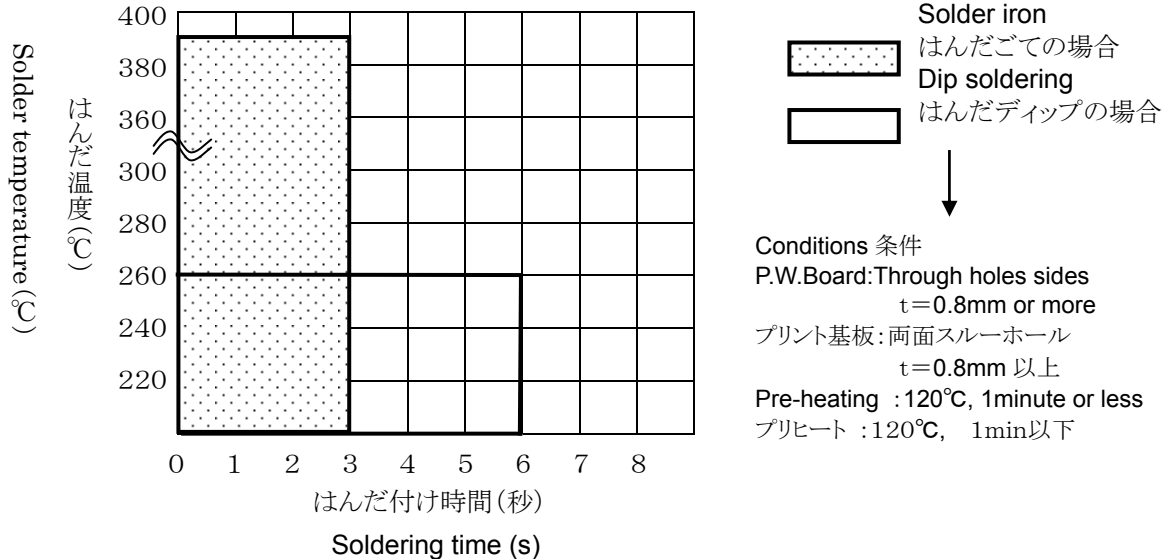 Solder temperature(℃)
はんだ温度(℃)
400
380
360
300
280
260
240
220
0 1 2 3 4 5 6 7 8
はんだ付け時間(秒)
Soldering time (s)
Solder iron
はんだごての場合
Dip soldering
はんだディップの場合
Conditions 条件
P.W.Board:Through holes sides
t=0.8mm or more
プリント基板:両面スルーホール
t=0.8mm 以上
Pre-heating :120℃, 1minute or less
プリヒート :120℃, 1min以下